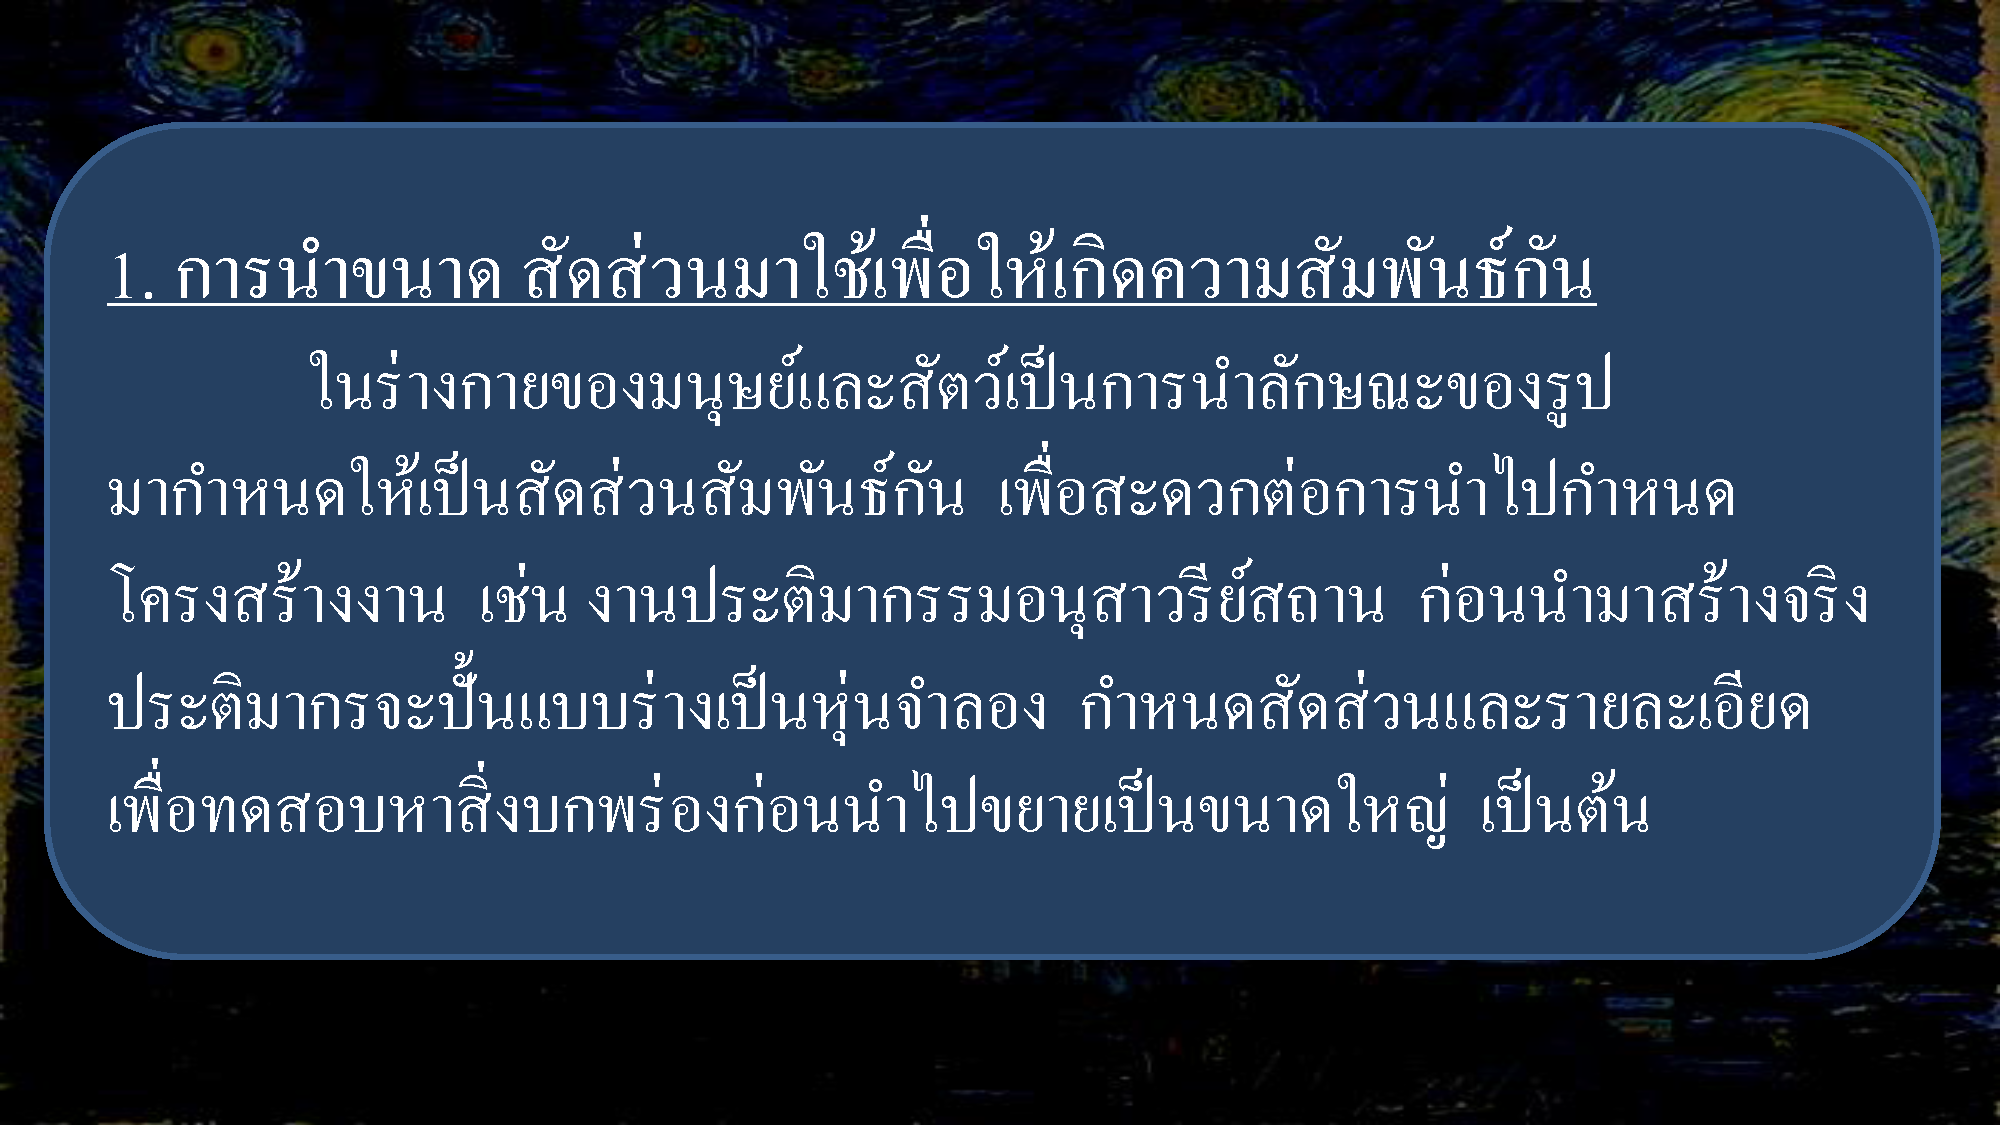 1. การนำขนาด สัดส่วนมาใช้เพื่อให้เกิดความสัมพันธ์กัน
ในร่างกายของมนุษย์และสัตว์เป็นการนำลักษณะของรูป
มากำหนดให้เป็นสัดส่วนสัมพันธ์กัน เพื่อสะดวกต่อการนำไปกำหนด
โครงสร้างงาน เช่น งานประติมากรรมอนุสาวรีย์สถาน ก่อนนำมาสร้างจริง
ประติมากรจะปั้นแบบร่างเป็นหุ่นจำลอง กำหนดสัดส่วนและรายละเอียด
เพื่อทดสอบหาสิ่งบกพร่องก่อนนำไปขยายเป็นขนาดใหญ่ เป็นต้น